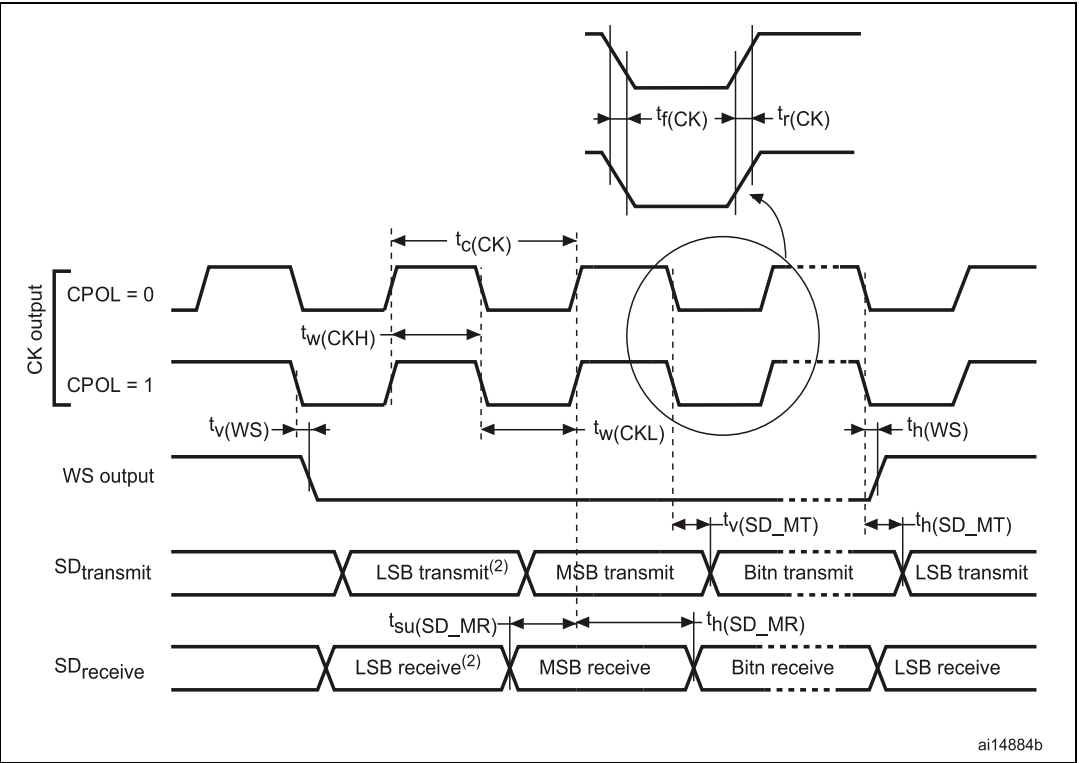 tf(CK)
tr(CK)
tc(CK)
CK output
CPOL = 0
tw(CKH)
CPOL = 1
tv(WS)
tw(CKL)
th(WS)
WS output
tv(SD_MT)
th(SD_MT)
SDtransmit
LSB transmit(2)
MSB transmit
Bitn transmit
LSB transmit
tsu(SD_MR)
th(SD_MR)
SDreceive
LSB receive(2)
MSB receive
Bitn receive
LSB receive
ai14884b